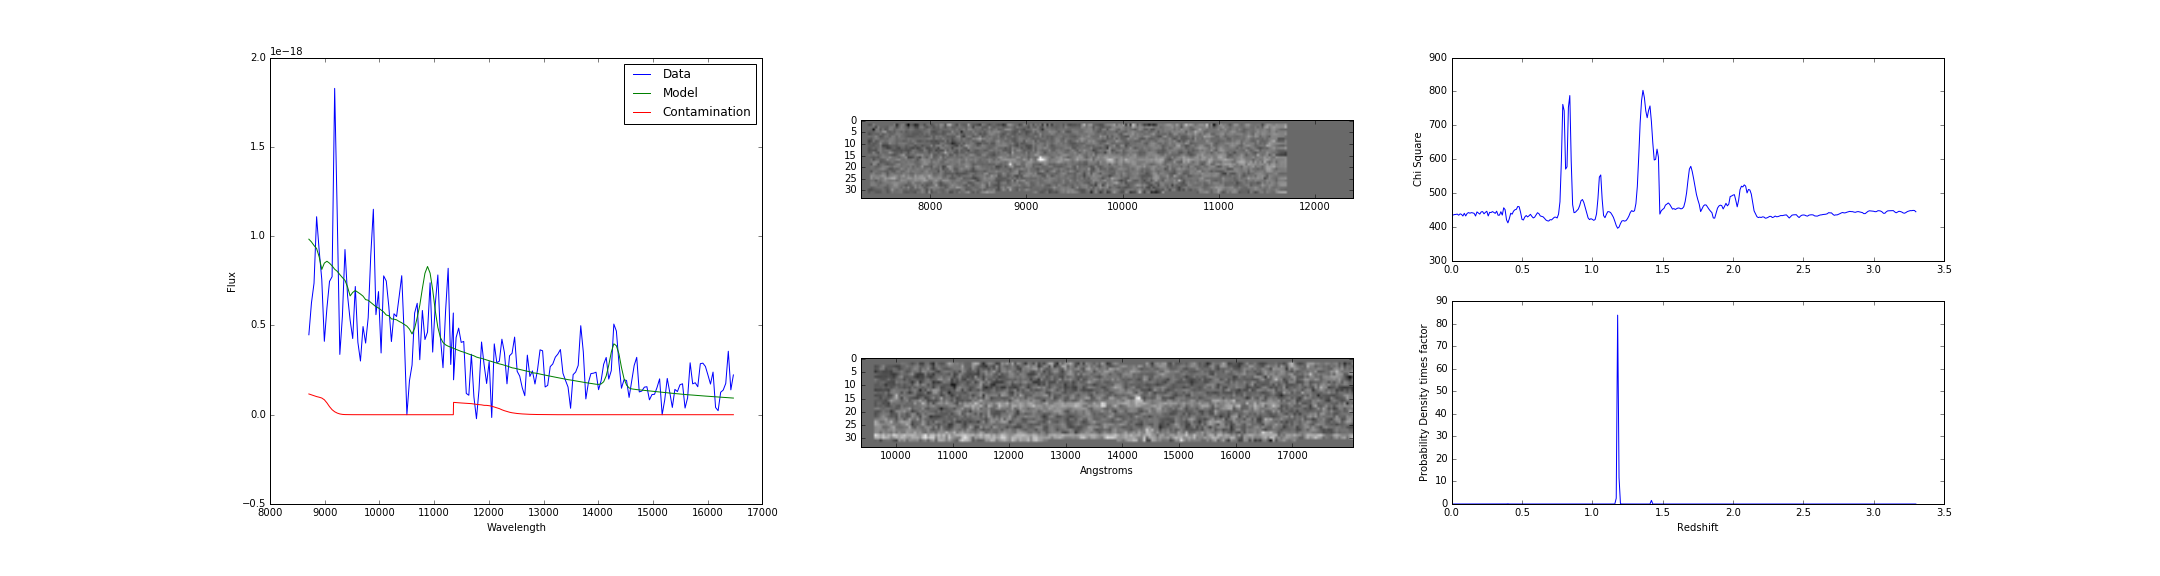 1e−18
2.0
1.5
1.0
0.5
0.0
−0.5
Flux
8000 9000 10000 11000 12000 13000 14000 15000 16000 17000
Wavelength
Data
Model
Contamination
0
5
10
15
20
25
30
8000 9000 10000 11000 12000
0
5
10
15
20
25
30
10000 11000 12000 13000 14000 15000 16000 17000
Angstroms
900
800
700
600
500
400
300
Chi Square
0.0 0.5 1.0 1.5 2.0 2.5 3.0 3.5
90
80
70
60
50
40
30
20
10
0
Probability Density times factor
0.0 0.5 1.0 1.5 2.0 2.5 3.0 3.5
Redshift